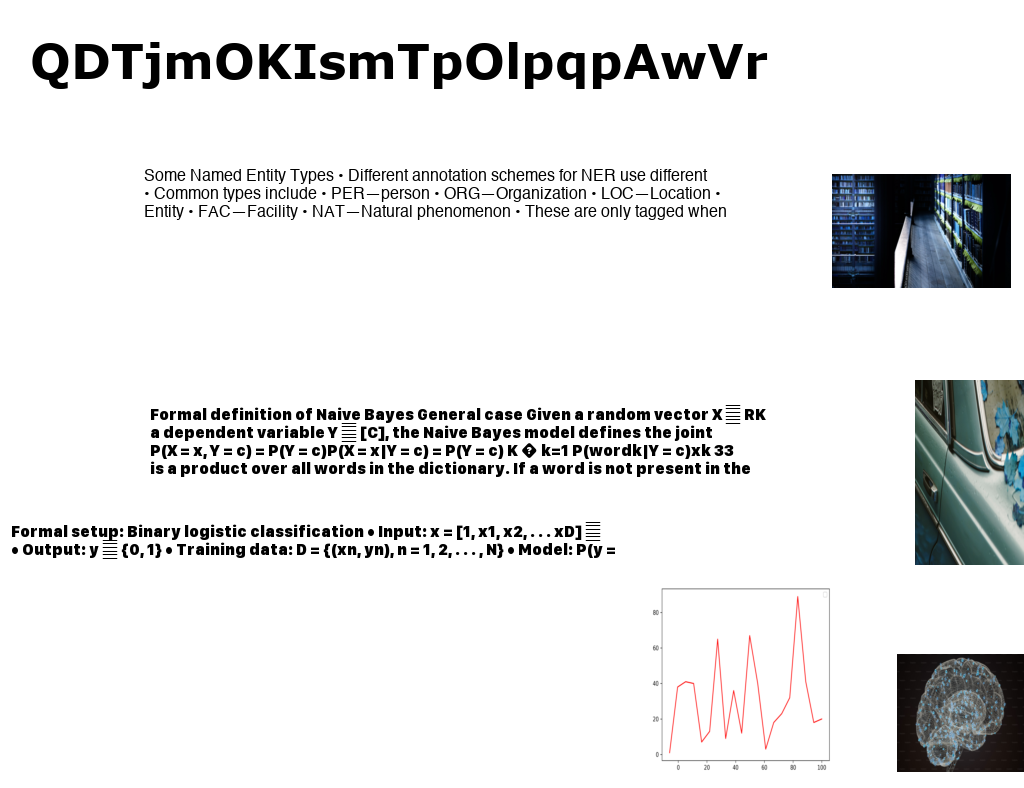 QDTjmOKIsmTpOlpqpAwVr
Some Named Entity Types • Different annotation schemes for NER use different
• Common types include • PER—person • ORG—Organization • LOC—Location •
Entity • FAC—Facility • NAT—Natural phenomenon • These are only tagged when
Formal definition of Naive Bayes General case Given a random vector X 𝄛 RK
a dependent variable Y 𝄛 [C], the Naive Bayes model defines the joint
P(X = x, Y = c) = P(Y = c)P(X = x|Y = c) = P(Y = c) K � k=1 P(wordk|Y = c)xk 33
is a product over all words in the dictionary. If a word is not present in the
Formal setup: Binary logistic classification • Input: x = [1, x1, x2, . . . xD] 𝄛
• Output: y 𝄛 {0, 1} • Training data: D = {(xn, yn), n = 1, 2, . . . , N} • Model: P(y =
80
60
40
20
0
0 20 40 60 80 100